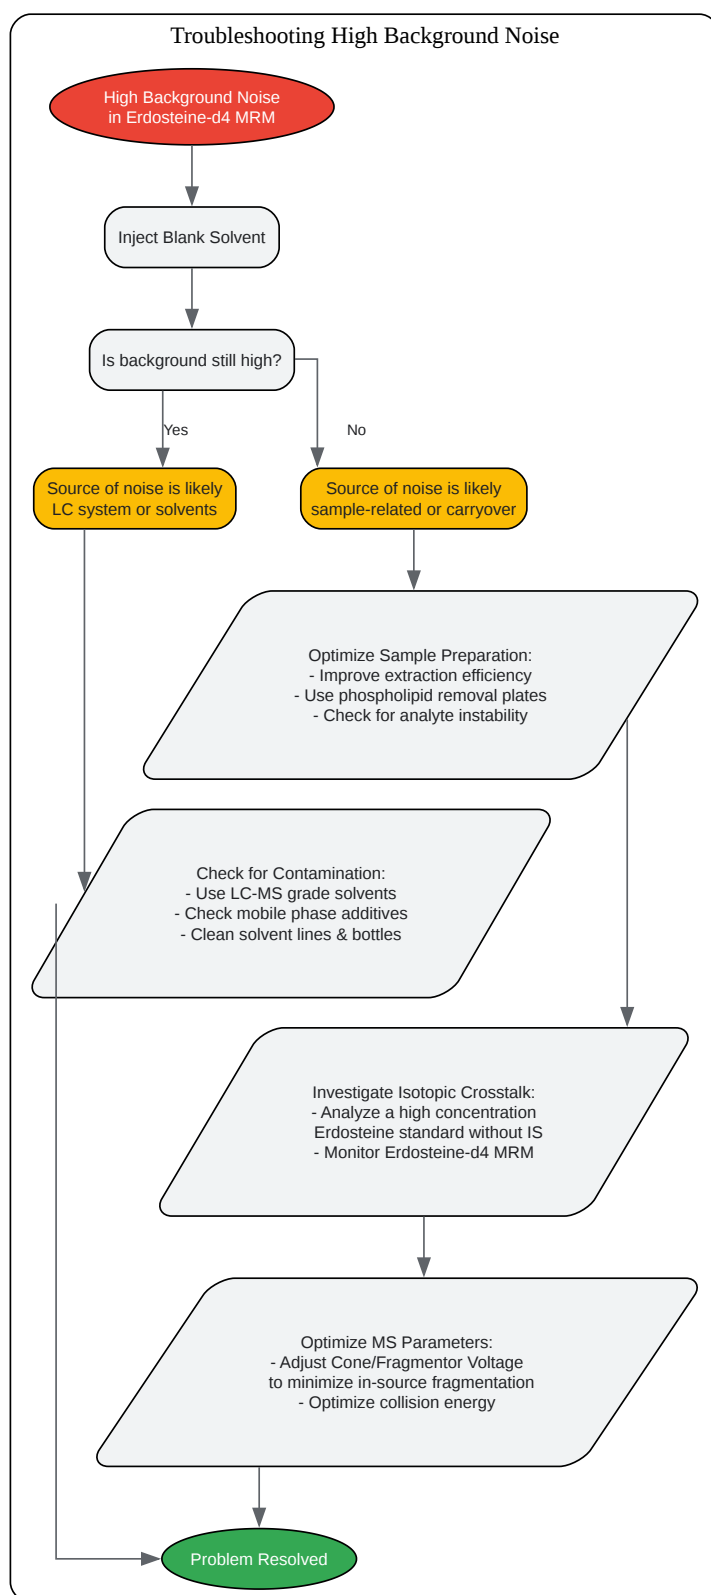 Troubleshooting High Background Noise
High Background Noise
in Erdosteine-d4 MRM
Inject Blank Solvent
Is background still high?
Yes
No
Source of noise is likely
LC system or solvents
Source of noise is likely
sample-related or carryover
Optimize Sample Preparation:
- Improve extraction efficiency
- Use phospholipid removal plates
- Check for analyte instability
Check for Contamination:
- Use LC-MS grade solvents
- Check mobile phase additives
- Clean solvent lines & bottles
Investigate Isotopic Crosstalk:
- Analyze a high concentration
Erdosteine standard without IS
- Monitor Erdosteine-d4 MRM
Optimize MS Parameters:
- Adjust Cone/Fragmentor Voltage
to minimize in-source fragmentation
- Optimize collision energy
Problem Resolved